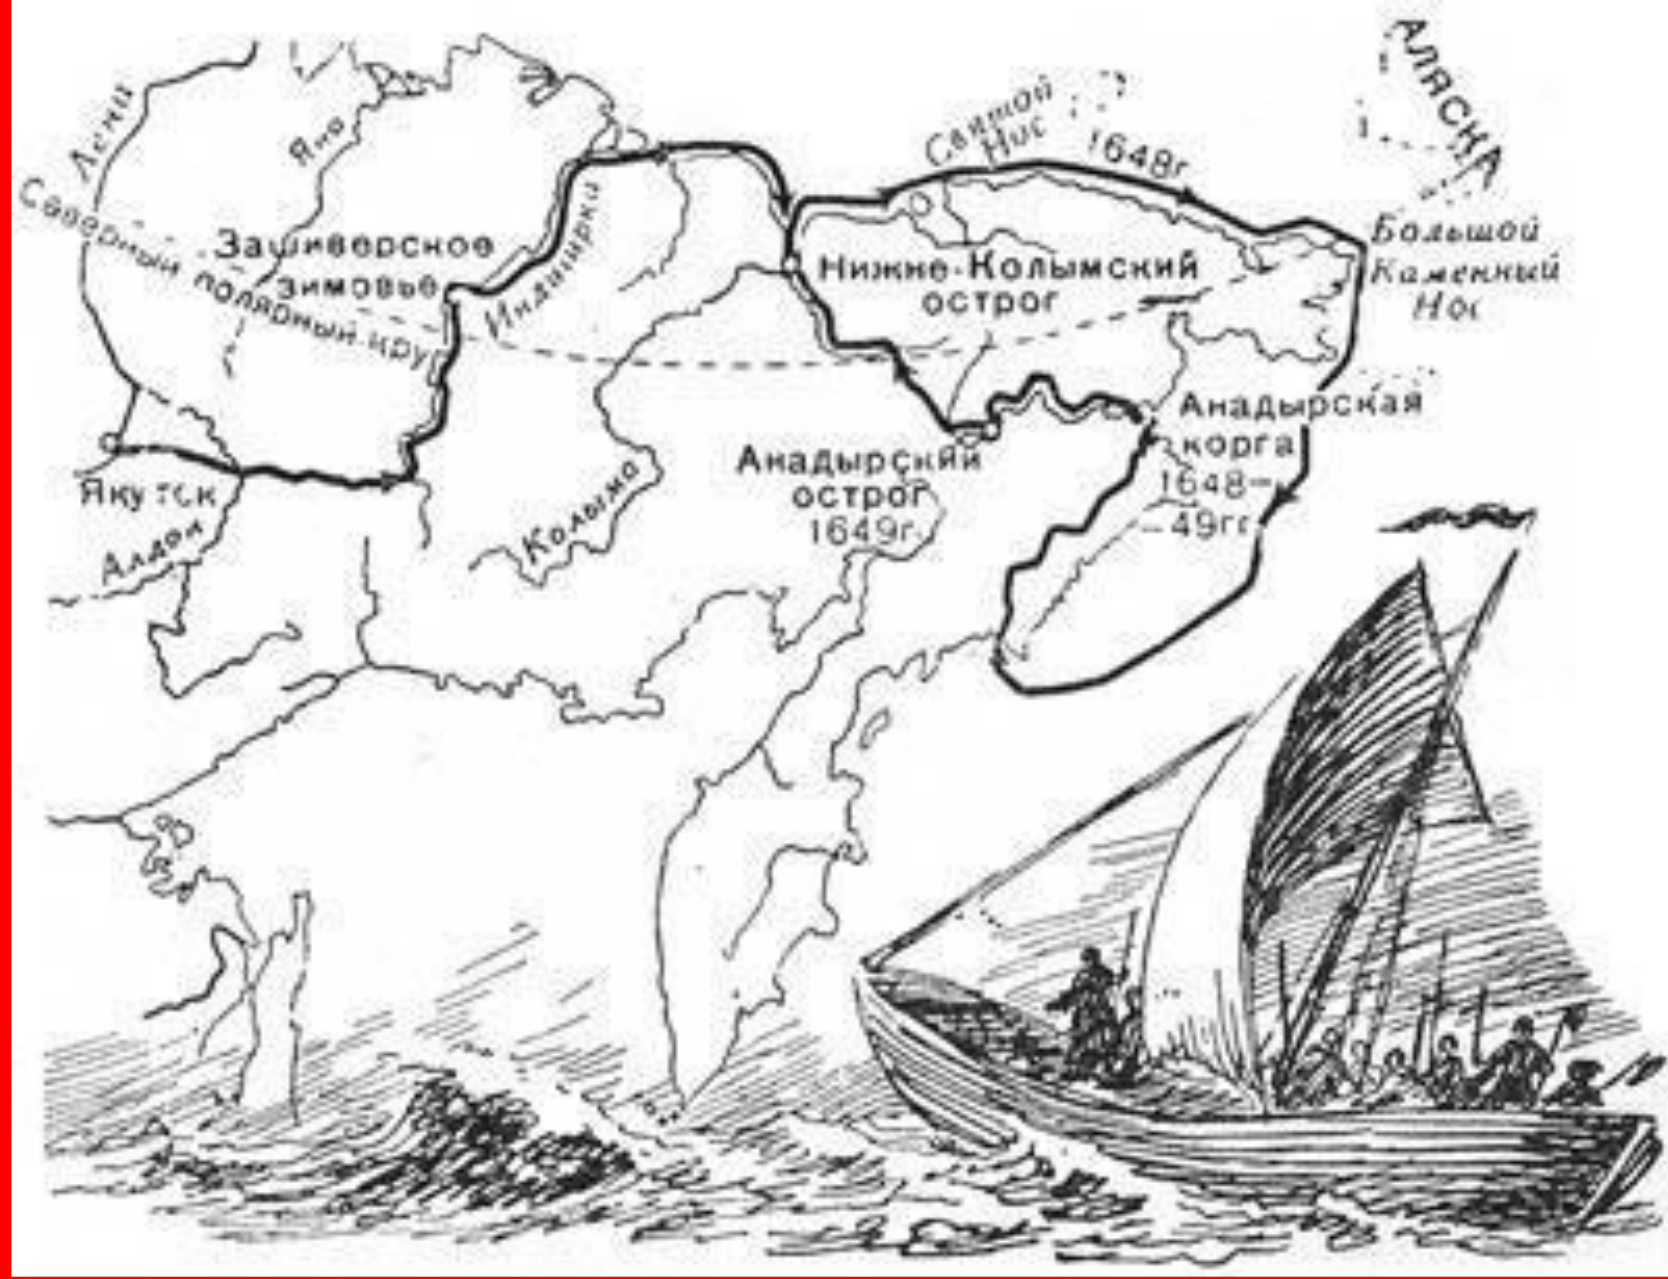 Лена
Яна
Северный полярный круг
Зашиверское
зимовье
Индигирка
Якутск
Алдан
Колыма
Святой
Нос
1648г
АЛЯСКА
Большой
Каменный
Нос
Нижне-Колымский
острог
Анадырский
острог
1649г.
Анадырская
корга
1648-
-49гг